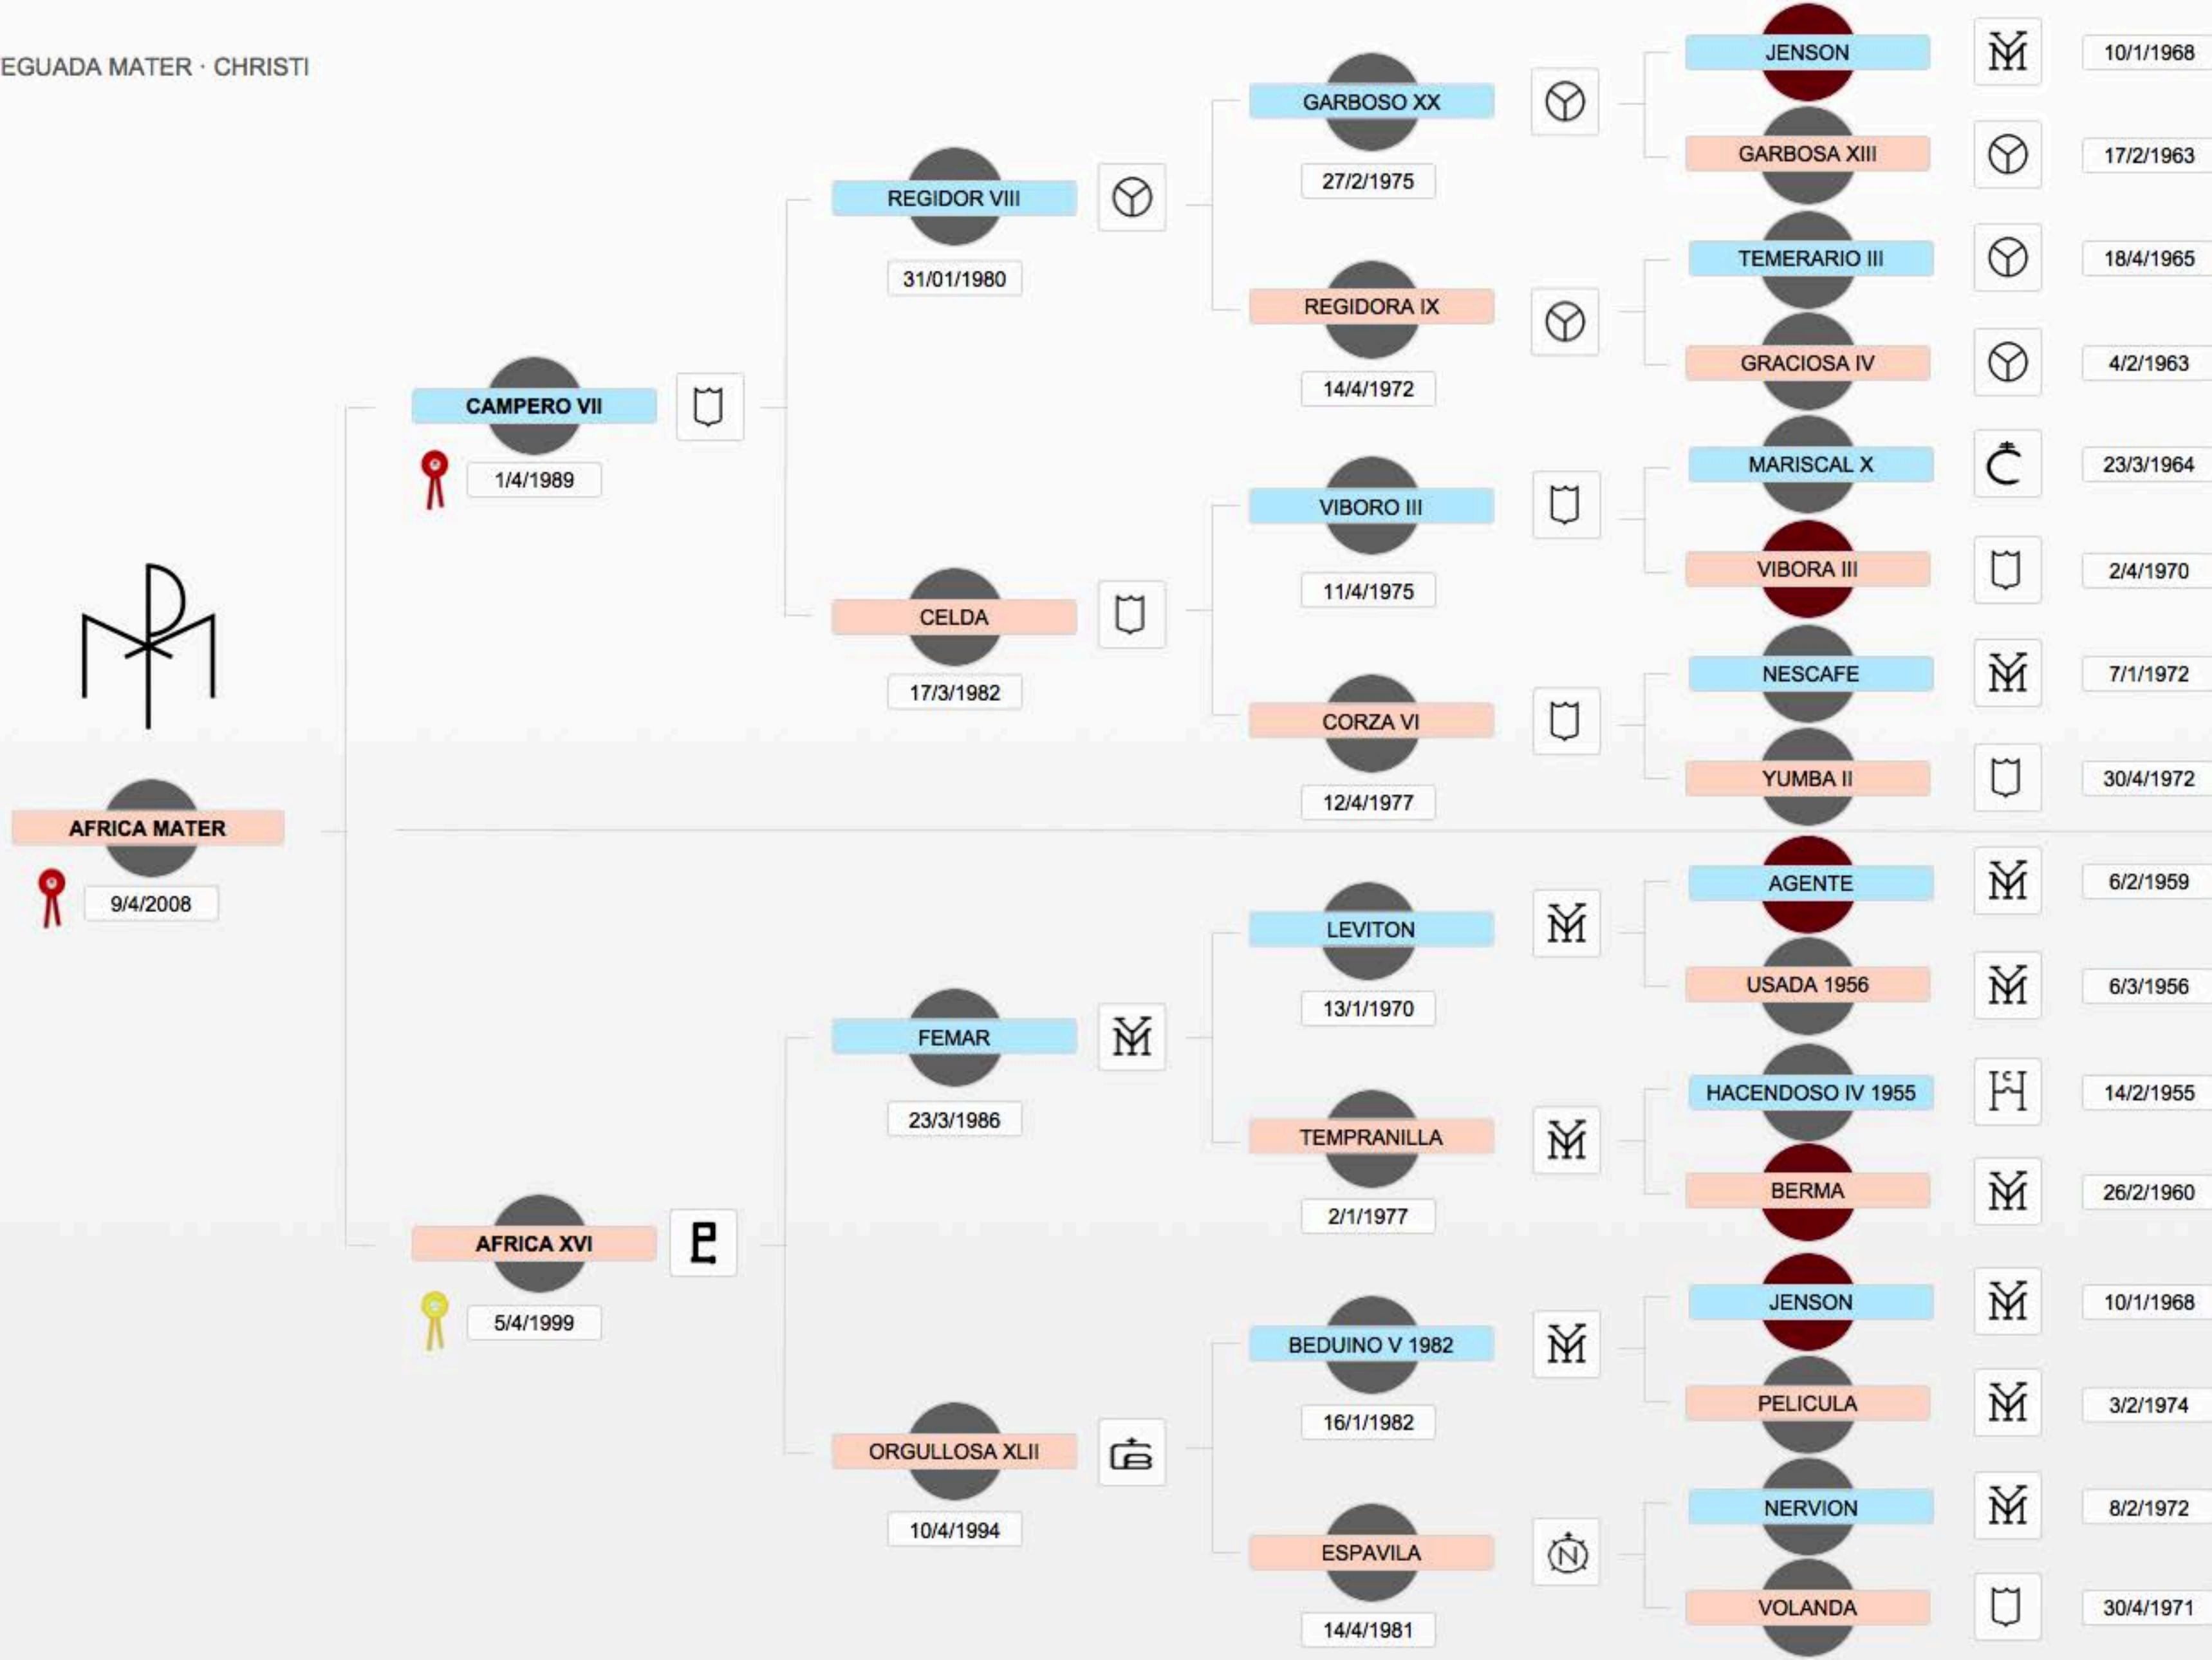 EGUADA MATER · CHRISTI
AFRICA MATER
9/4/2008
CAMPERO VII
1/4/1989
AFRICA XVI
5/4/1999
REGIDOR VIII
31/01/1980
CELDA
17/3/1982
FEMAR
23/3/1986
ORGULLOSA XLII
10/4/1994
GARBOSO XX
27/2/1975
REGIDORA IX
14/4/1972
VIBORO III
11/4/1975
CORZA VI
12/4/1977
LEVITON
13/1/1970
TEMPRANILLA
2/1/1977
BEDUINO V 1982
16/1/1982
ESPAVILA
14/4/1981
JENSON 10/1/1968
GARBOSA XIII 17/2/1963
TEMERARIO III 18/4/1965
GRACIOSA IV 4/2/1963
MARISCAL X 23/3/1964
VIBORA III 2/4/1970
NESCAFE 7/1/1972
YUMBA II 30/4/1972
AGENTE 6/2/1959
USADA 1956 6/3/1956
HACENDOSO IV 1955 14/2/1955
BERMA 26/2/1960
JENSON 10/1/1968
PELICULA 3/2/1974
NERVION 8/2/1972
VOLANDA 30/4/1971